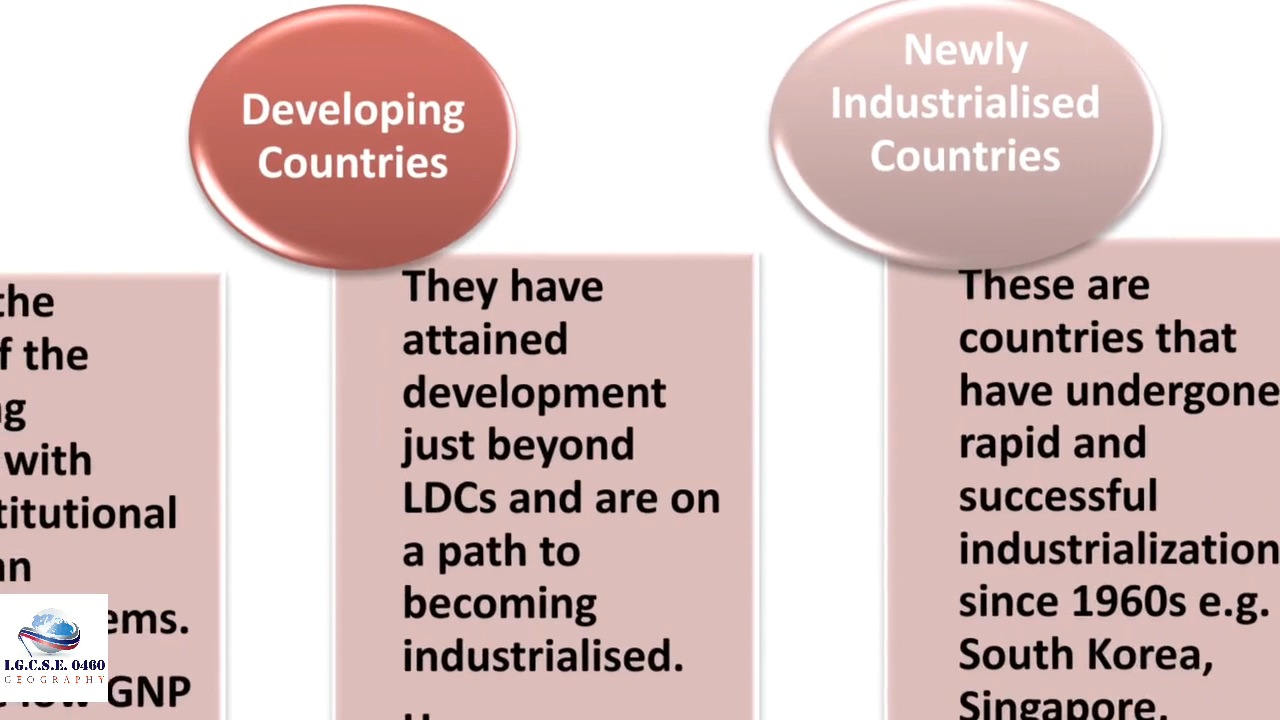 Developing
Countries
Newly
Industrialised
Countries
the
the
with
ems.
GNP
They have
attained
development
just beyond
LDCs and are on
a path to
becoming
industrialised.
These are
countries that
have undergone
rapid and
successful
industrialization
since 1960s e.g.
South Korea,
Singapore,
I.G.C.S.E. 0460
GEOGRAPHY